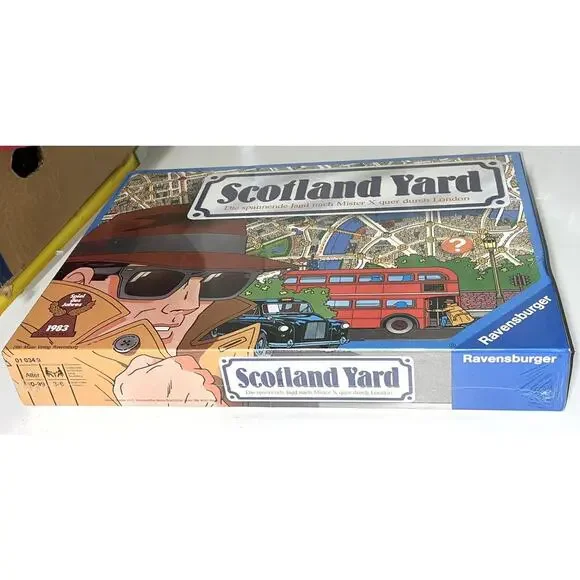 Scotland Yard
Die spannende Jagd nach Mister X quer durch London
?
Spiel
des
Jahres
1983
Ravensburger
01 034 9
Alter
Scotland Yard
Die spannende Jagd nach Mister X quer durch London
Ravensburger